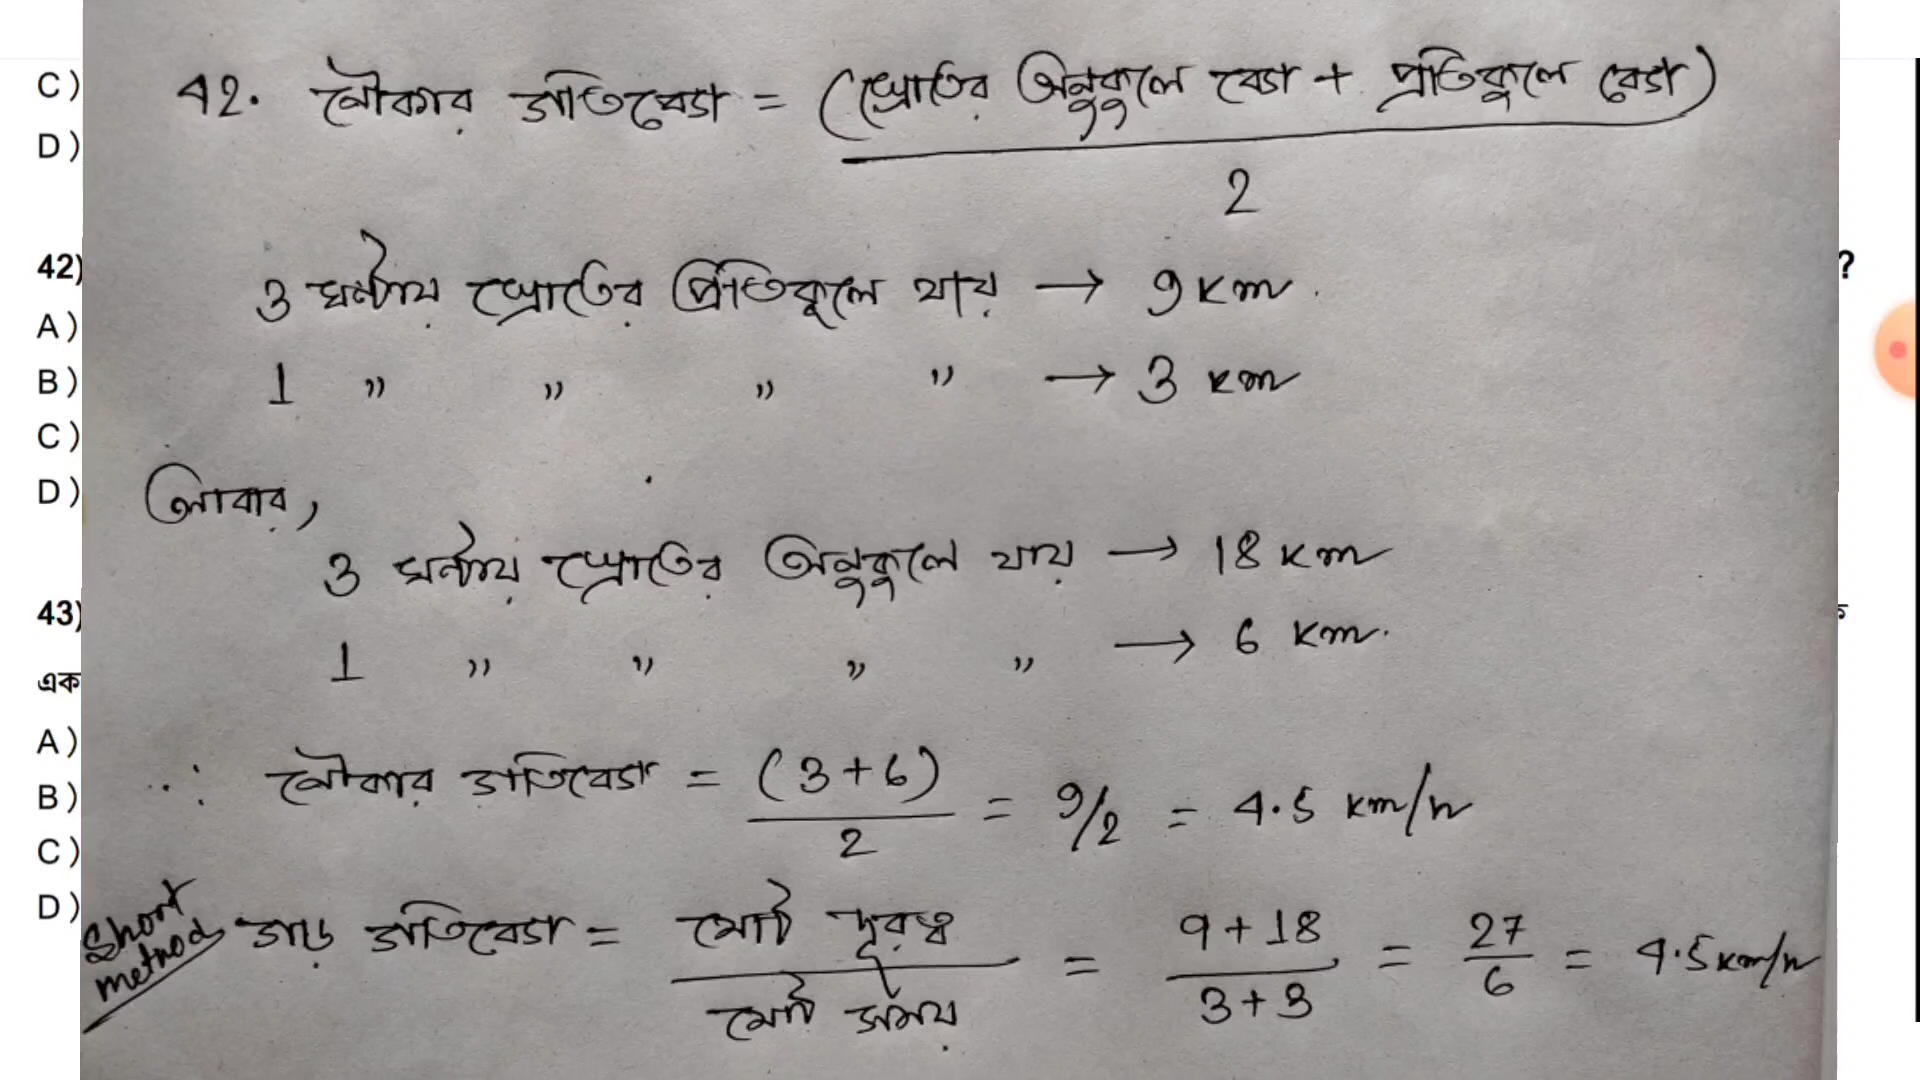 C)
D)
42. নৌকার গতিবেগ = (স্রোতের অনুকূলে বেগ + প্রতিকূলে বেগ)
2
42) ?
3 ঘন্টায় স্রোতের প্রতিকূলে যায় → 9 km.
A)
1 " " " " → 3 km
B)
C)
D)
আবার,
3 ঘন্টায় স্রোতের অনুকূলে যায় → 18 km
43)
1 " " " " → 6 km.
এক
A)
∴ নৌকার গতিবেগ = (3+6)
2
= 9/2 = 4.5 km/h
B)
C)
D)
Short method
গড় গতিবেগ = মোট দূরত্ব
মোট সময়
= 9+18
3+3
= 27
6
= 4.5 km/h